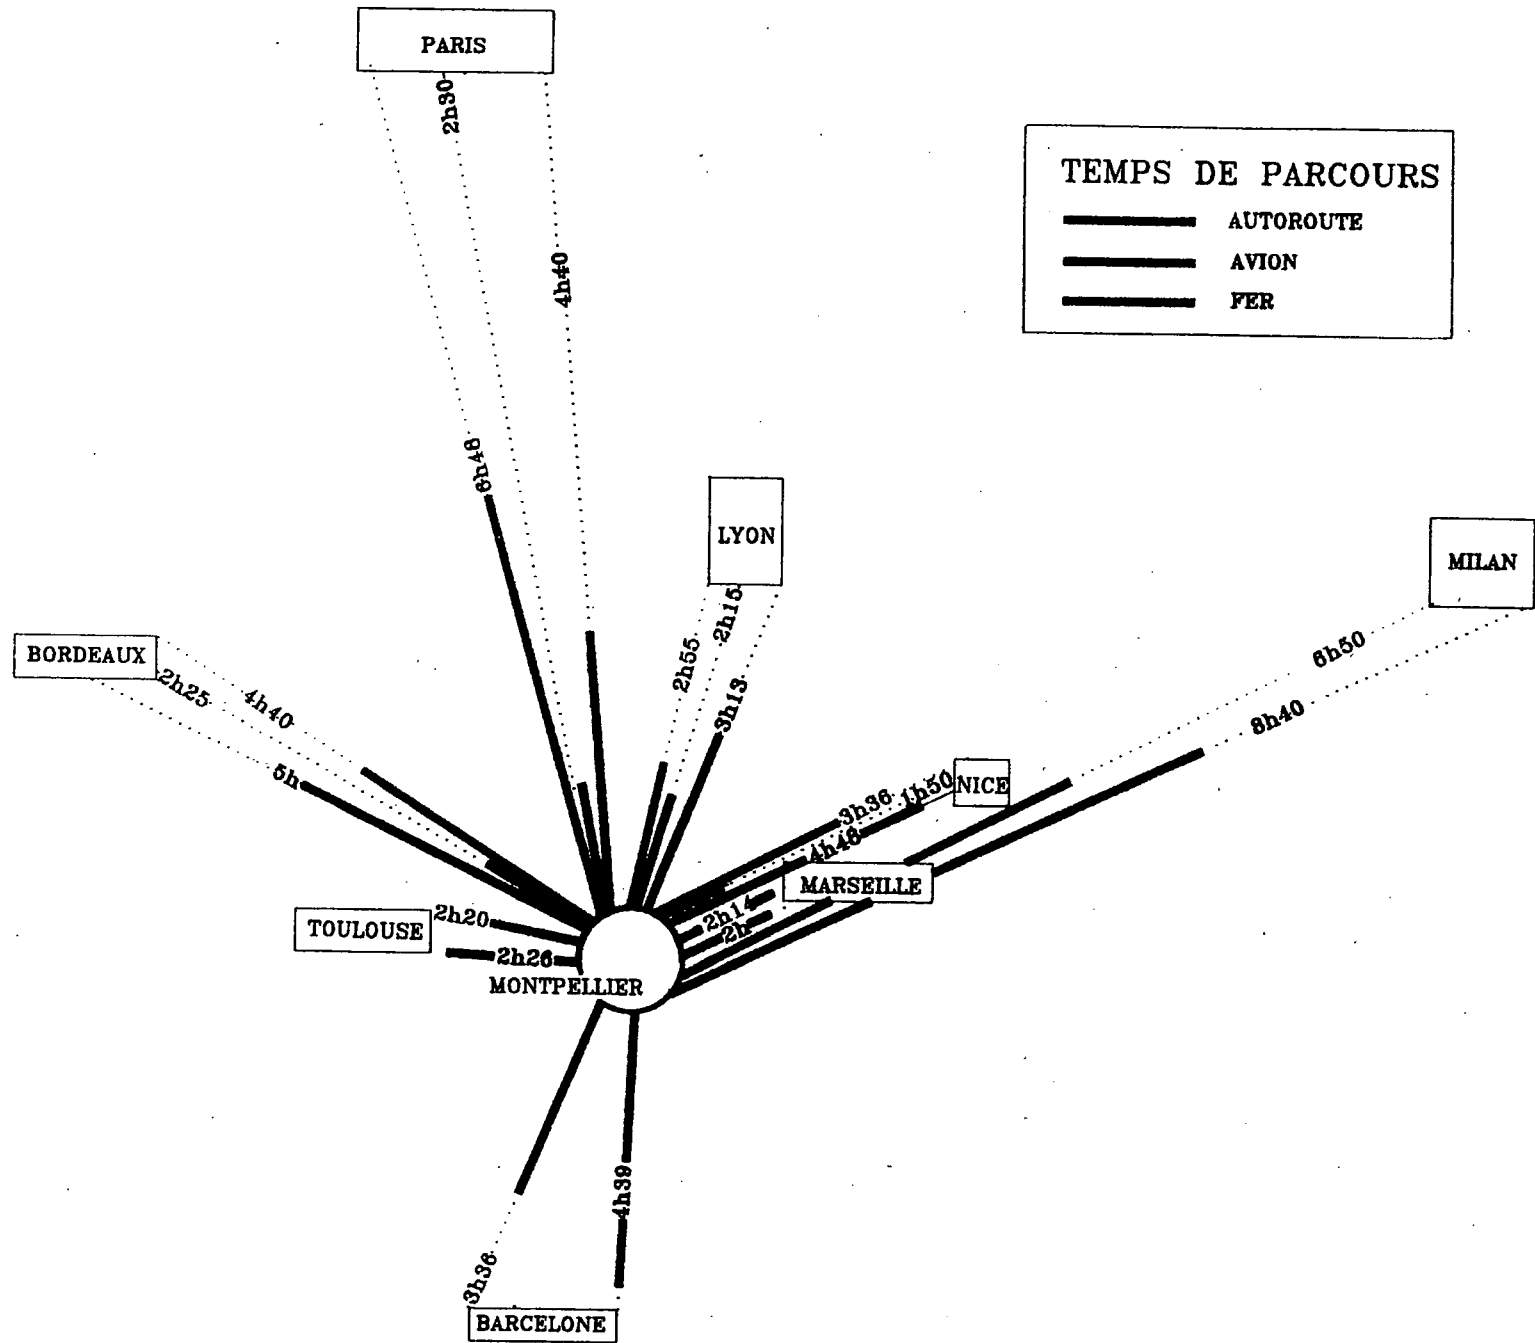 PARIS
2h30
TEMPS DE PARCOURS
AUTOROUTE
AVION
FER
4h40
6h48
LYON
MILAN
2h15
2h55
BORDEAUX
6h50
2h25
4h40
3h13
8h40
5h
NICE
1h50
3h36
4h48
MARSEILLE
2h14
2h20
TOULOUSE
2h
2h26
MONTPELLIER
4h39
3h36
BARCELONE